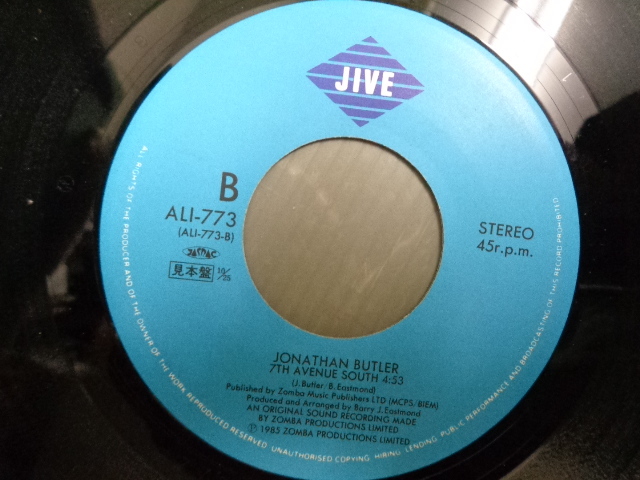 JIVE
B
ALI-773
(ALI-773-B)
JASRAC
見本盤 10/25
STEREO
45r.p.m.
JONATHAN BUTLER
7TH AVENUE SOUTH 4:53
(J.Butler/B.Eastmond)
Published by Zomba Music Publishers LTD (MCPS/BIEM)
Produced and Arranged by Barry J.Eastmond
AN ORIGINAL SOUND RECORDING MADE
BY ZOMBA PRODUCTIONS LIMITED
Ⓟ 1985 ZOMBA PRODUCTIONS LIMITED
ALL RIGHTS OF THE PRODUCER AND OF THE OWNER OF THE WORK REPRODUCED RESERVED. UNAUTHORISED COPYING, HIRING, LENDING, PUBLIC PERFORMANCE AND BROADCASTING OF THIS RECORD PROHIBITED.